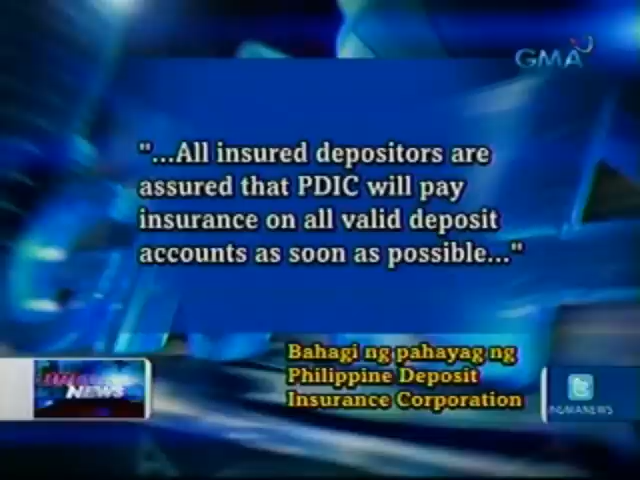 GMA
"...All insured depositors are
assured that PDIC will pay
insurance on all valid deposit
accounts as soon as possible..."
Bahagi ng pahayag ng
Philippine Deposit
Insurance Corporation
NEWS